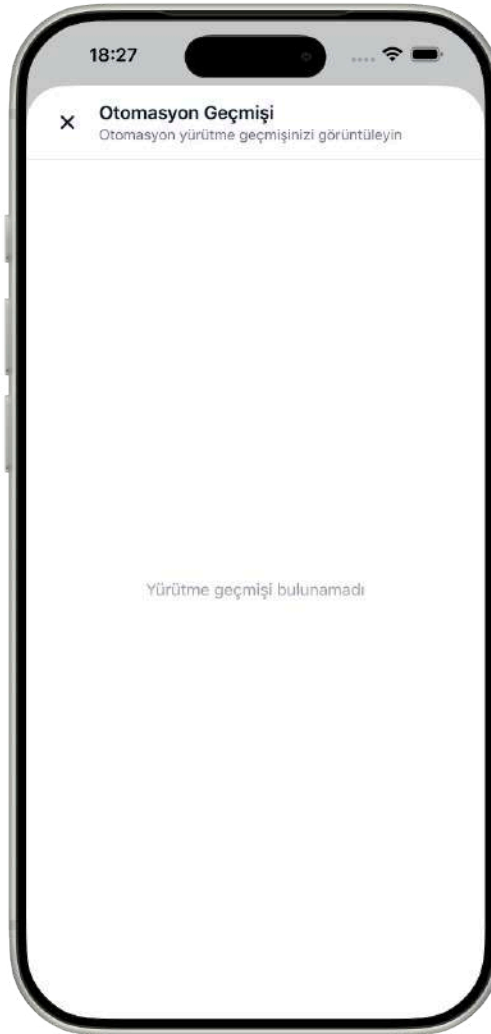 18:27
Otomasyon Geçmişi
Otomasyon yürütme geçmişinizi görüntüleyin
Yürütme geçmişi bulunamadı